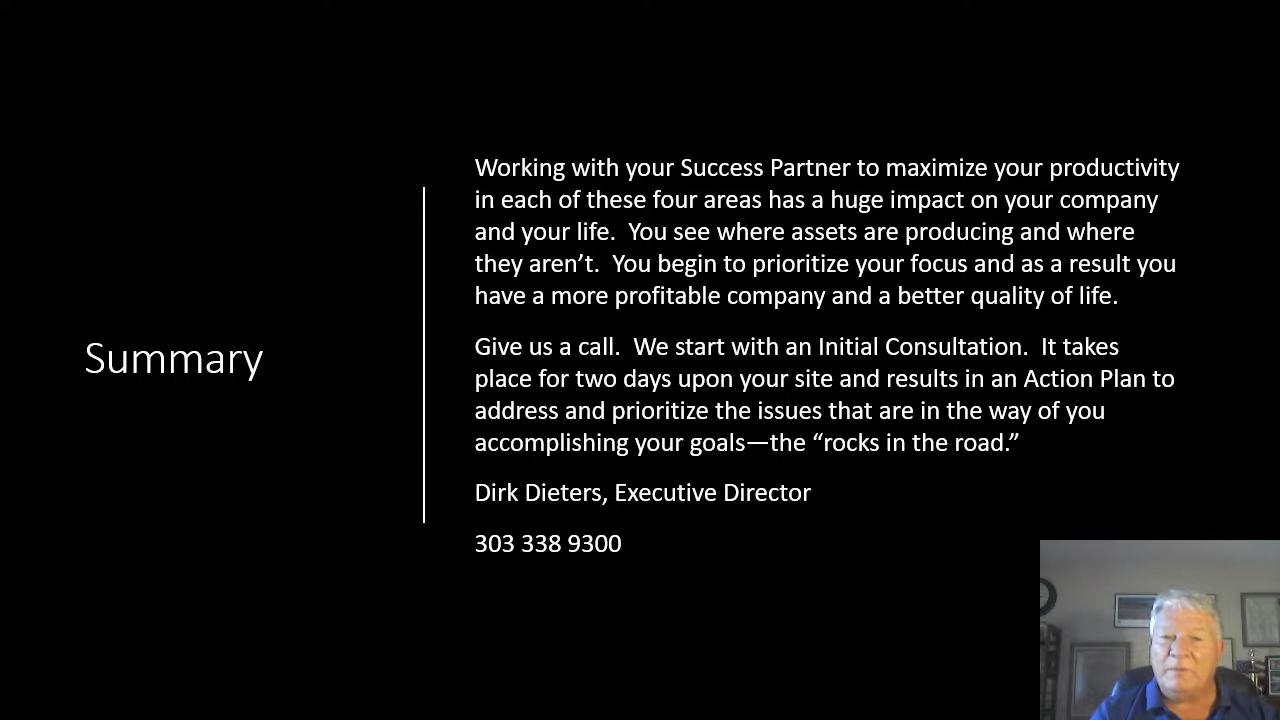 Summary
Working with your Success Partner to maximize your productivity
in each of these four areas has a huge impact on your company
and your life.  You see where assets are producing and where
they aren’t.  You begin to prioritize your focus and as a result you
have a more profitable company and a better quality of life.
Give us a call.  We start with an Initial Consultation.  It takes
place for two days upon your site and results in an Action Plan to
address and prioritize the issues that are in the way of you
accomplishing your goals—the “rocks in the road.”
Dirk Dieters, Executive Director
303 338 9300